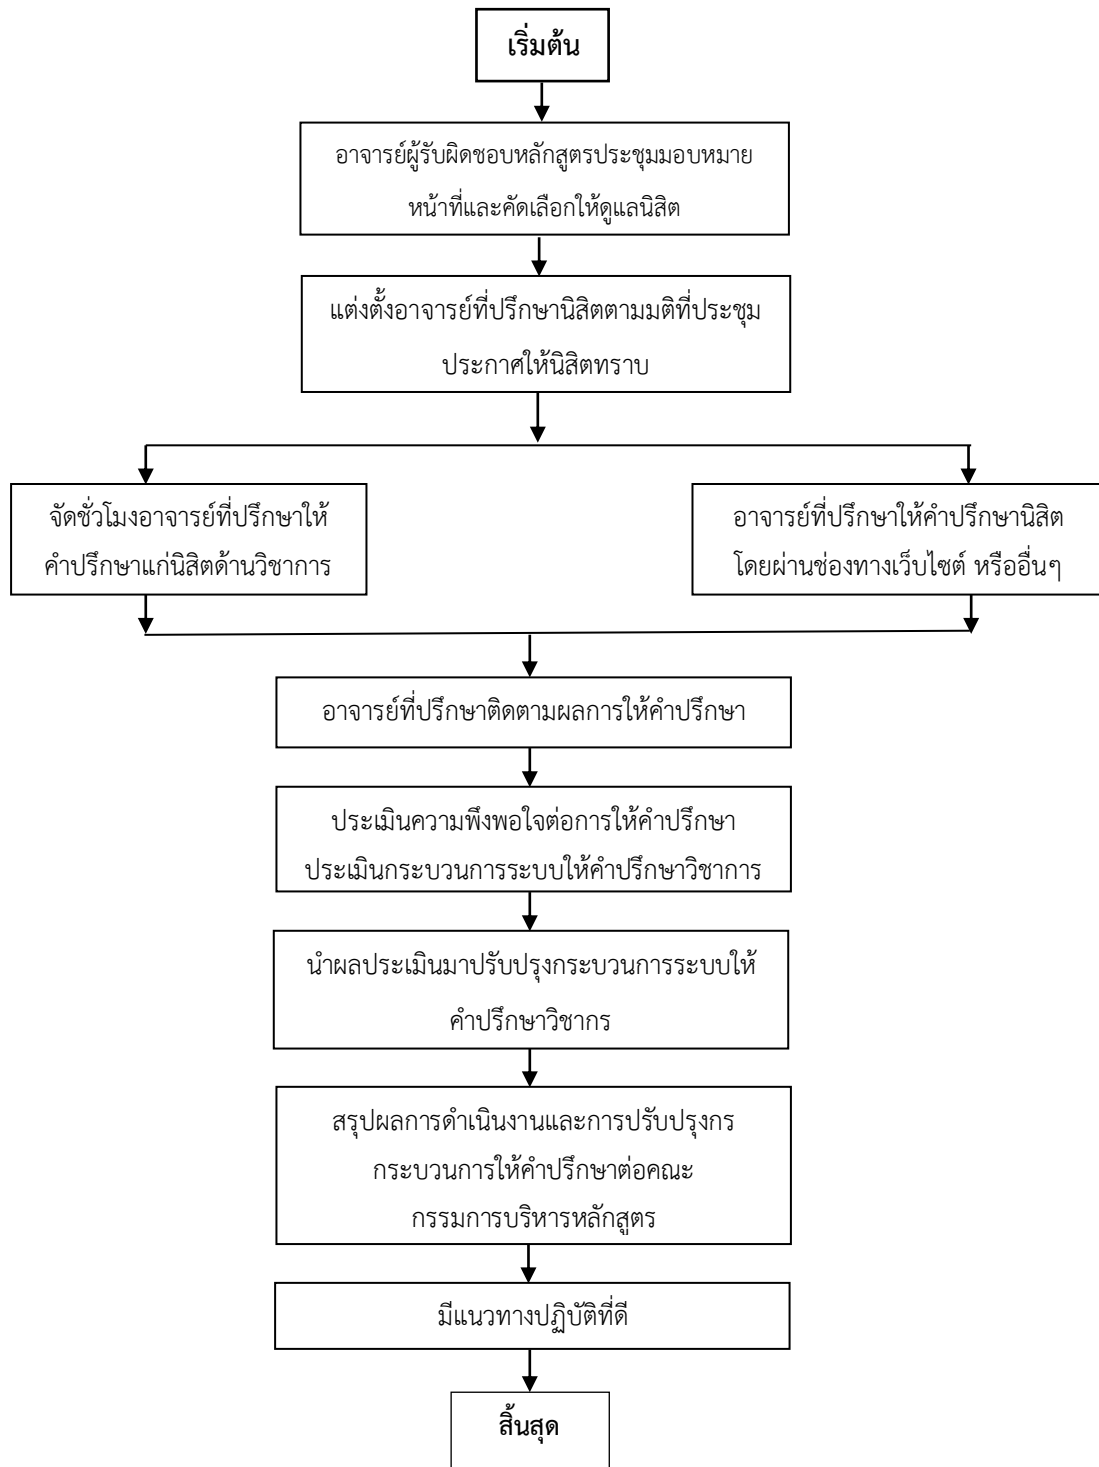 เริ่มต้น
อาจารย์ผู้รับผิดชอบหลักสูตรประชุมมอบหมาย
หน้าที่และคัดเลือกให้ดูแลนิสิต
แต่งตั้งอาจารย์ที่ปรึกษานิสิตตามมติที่ประชุม
ประกาศให้นิสิตทราบ
จัดชั่วโมงอาจารย์ที่ปรึกษาให้
คำปรึกษาแก่นิสิตด้านวิชาการ
อาจารย์ที่ปรึกษาให้คำปรึกษานิสิต
โดยผ่านช่องทางเว็บไซต์ หรืออื่นๆ
อาจารย์ที่ปรึกษาติดตามผลการให้คำปรึกษา
ประเมินความพึงพอใจต่อการให้คำปรึกษา
ประเมินกระบวนการระบบให้คำปรึกษาวิชาการ
นำผลประเมินมาปรับปรุงกระบวนการระบบให้
คำปรึกษาวิชากร
สรุปผลการดำเนินงานและการปรับปรุงกร
กระบวนการให้คำปรึกษาต่อคณะ
กรรมการบริหารหลักสูตร
มีแนวทางปฏิบัติที่ดี
สิ้นสุด